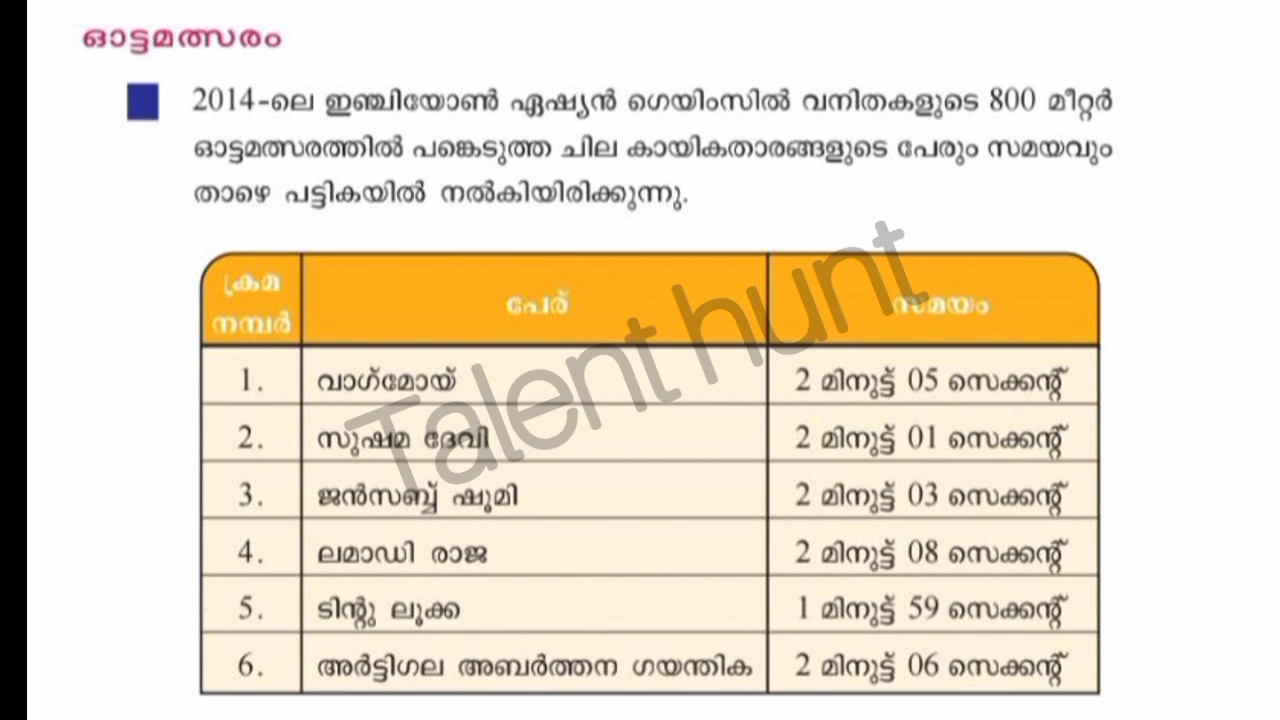 ഓട്ടമത്സരം
2014-ലെ ഇഞ്ചിയോൺ ഏഷ്യൻ ഗെയിംസിൽ വനിതകളുടെ 800 മീറ്റർ
ഓട്ടമത്സരത്തിൽ പങ്കെടുത്ത ചില കായികതാരങ്ങളുടെ പേരും സമയവും
താഴെ പട്ടികയിൽ നൽകിയിരിക്കുന്നു.
ക്രമ
നമ്പർ പേര് സമയം
1. വാഗ്മോയ് 2 മിനുട്ട് 05 സെക്കന്റ്
2. സുഷമ ദേവി 2 മിനുട്ട് 01 സെക്കന്റ്
3. ജൻസബ്ബ് ഷൂമി 2 മിനുട്ട് 03 സെക്കന്റ്
4. ലമാഡി രാജ 2 മിനുട്ട് 08 സെക്കന്റ്
5. ടിന്റു ലൂക്ക 1 മിനുട്ട് 59 സെക്കന്റ്
6. അർട്ടിഗല അബർത്തന ഗയന്തിക 2 മിനുട്ട് 06 സെക്കന്റ്
Talent hunt